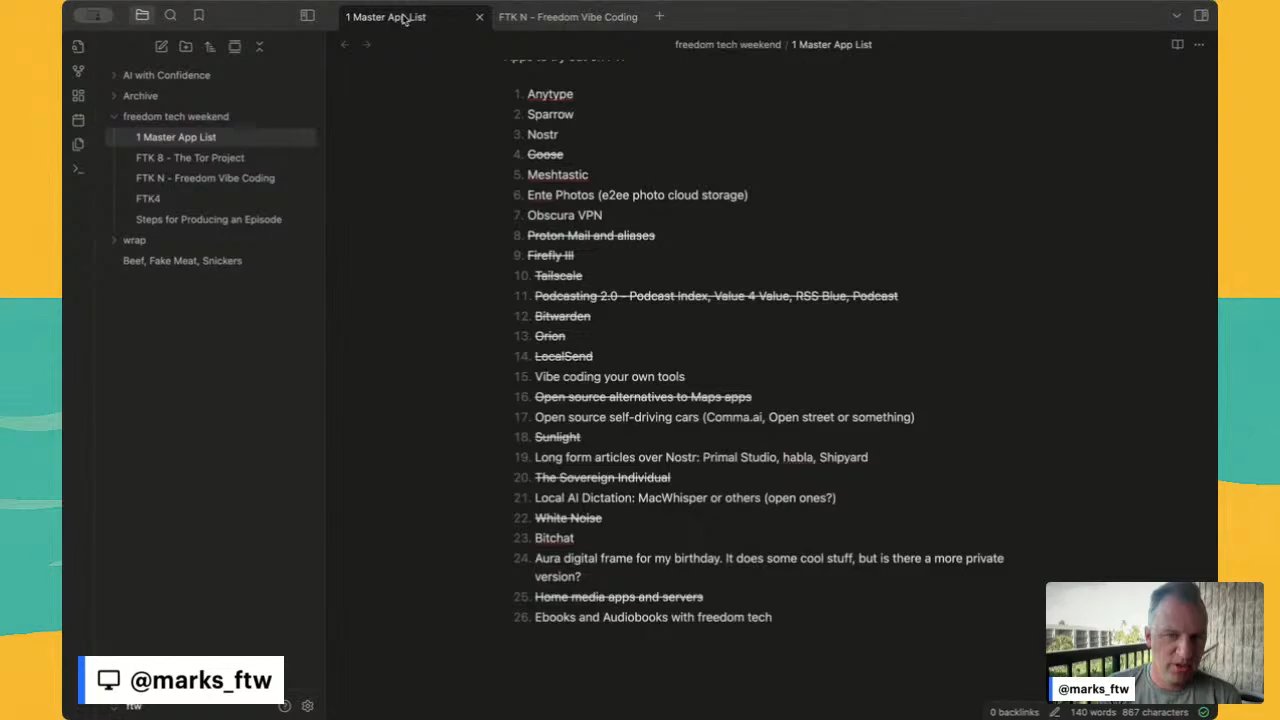 1 Master App List
FTK N - Freedom Vibe Coding
freedom tech weekend / 1 Master App List
AI with Confidence
Archive
freedom tech weekend
1 Master App List
FTK 8 - The Tor Project
FTK N - Freedom Vibe Coding
FTK4
Steps for Producing an Episode
wrap
Beef, Fake Meat, Snickers
1. Anytype
2. Sparrow
3. Nostr
4. Goose
5. Meshtastic
6. Ente Photos (e2ee photo cloud storage)
7. Obscura VPN
8. Proton Mail and aliases
9. Firefly III
10. Tailscale
11. Podcasting 2.0 - Podcast Index, Value 4 Value, RSS Blue, Podcast
12. Bitwarden
13. Orion
14. LocalSend
15. Vibe coding your own tools
16. Open source alternatives to Maps apps
17. Open source self-driving cars (Comma.ai, Open street or something)
18. Sunlight
19. Long form articles over Nostr: Primal Studio, habla, Shipyard
20. The Sovereign Individual
21. Local AI Dictation: MacWhisper or others (open ones?)
22. White Noise
23. Bitchat
24. Aura digital frame for my birthday. It does some cool stuff, but is there a more private
version?
25. Home media apps and servers
26. Ebooks and Audiobooks with freedom tech
@marks_ftw
ftw
@marks_ftw
0 backlinks
140 words 867 characters